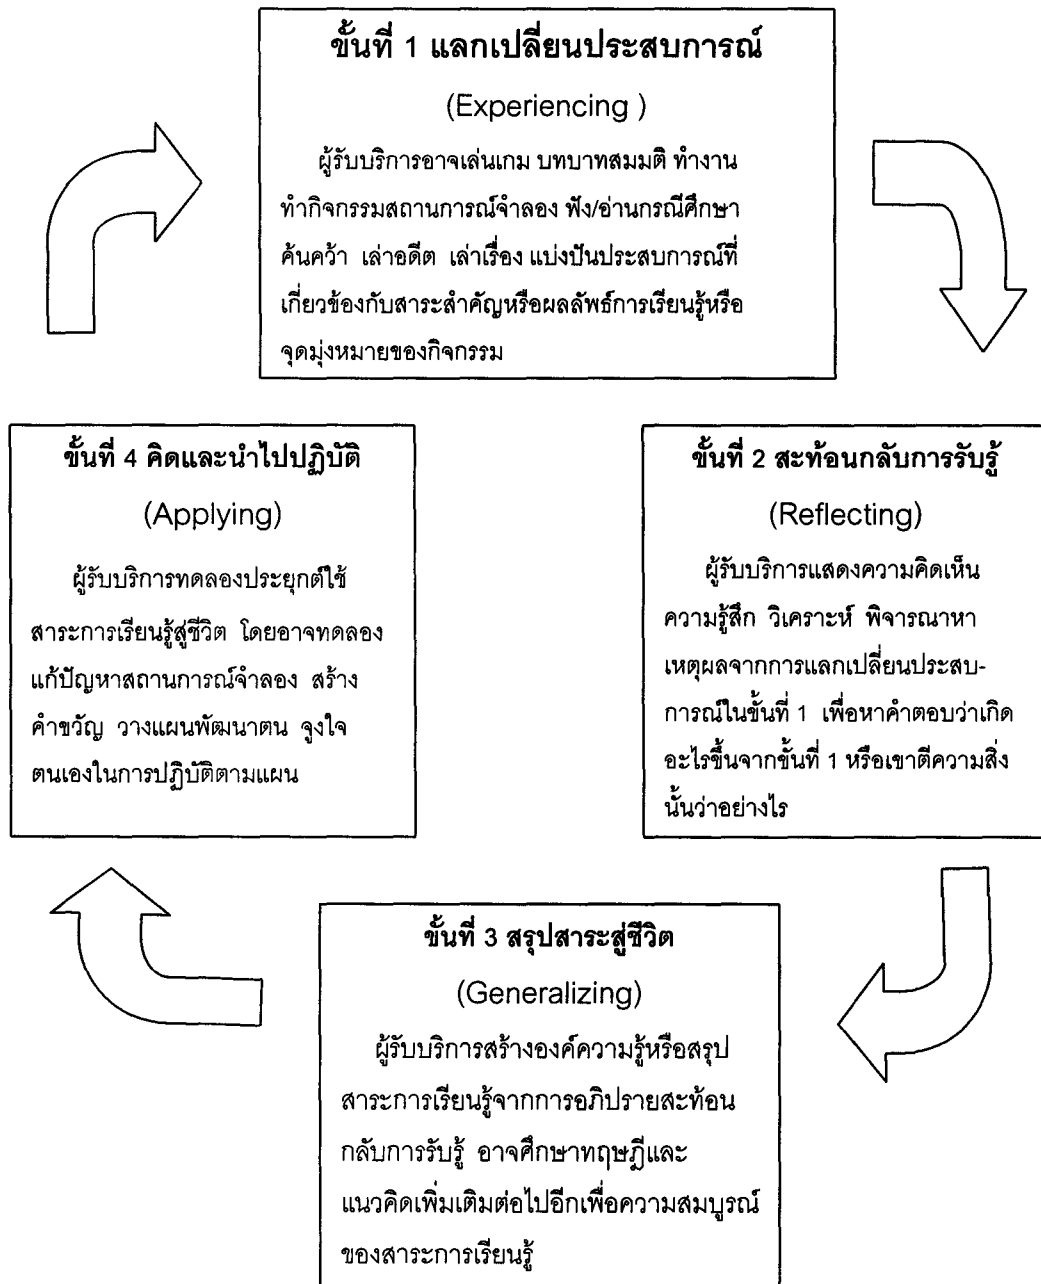 ขั้นที่ 1 แลกเปลี่ยนประสบการณ์
(Experiencing )
ผู้รับบริการอาจเล่นเกม บทบาทสมมติ ทำงาน
ทำกิจกรรมสถานการณ์จำลอง ฟัง/อ่านกรณีศึกษา
ค้นคว้า เล่าอดีต เล่าเรื่อง แบ่งปันประสบการณ์ที่
เกี่ยวข้องกับสาระสำคัญหรือผลลัพธ์การเรียนรู้หรือ
จุดมุ่งหมายของกิจกรรม
ขั้นที่ 2 สะท้อนกลับการรับรู้
(Reflecting)
ผู้รับบริการแสดงความคิดเห็น
ความรู้สึก วิเคราะห์ พิจารณาหา
เหตุผลจากการแลกเปลี่ยนประสบ-
การณ์ในขั้นที่ 1 เพื่อหาคำตอบว่าเกิด
อะไรขึ้นจากขั้นที่ 1 หรือเขาตีความสิ่ง
นั้นว่าอย่างไร
ขั้นที่ 3 สรุปสาระสู่ชีวิต
(Generalizing)
ผู้รับบริการสร้างองค์ความรู้หรือสรุป
สาระการเรียนรู้จากการอภิปรายสะท้อน
กลับการรับรู้ อาจศึกษาทฤษฎีและ
แนวคิดเพิ่มเติมต่อไปอีกเพื่อความสมบูรณ์
ของสาระการเรียนรู้
ขั้นที่ 4 คิดและนำไปปฏิบัติ
(Applying)
ผู้รับบริการทดลองประยุกต์ใช้
สาระการเรียนรู้สู่ชีวิต โดยอาจทดลอง
แก้ปัญหาสถานการณ์จำลอง สร้าง
คำขวัญ วางแผนพัฒนาตน จูงใจ
ตนเองในการปฏิบัติตามแผน